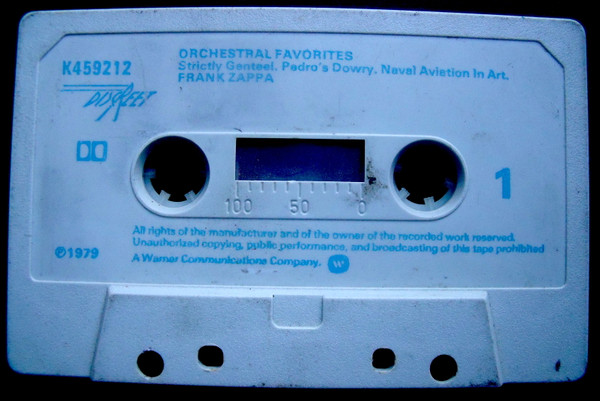 ORCHESTRAL FAVORITES
K459212
Strictly Genteel. Pedro's Dowry. Naval Aviation In Art.
FRANK ZAPPA
DISCREET
1
100 50 0
All rights of the manufacturer and of the owner of the recorded work reserved.
Unauthorized copying, public performance, and broadcasting of this tape prohibited
℗1979
A Warner Communications Company.
W